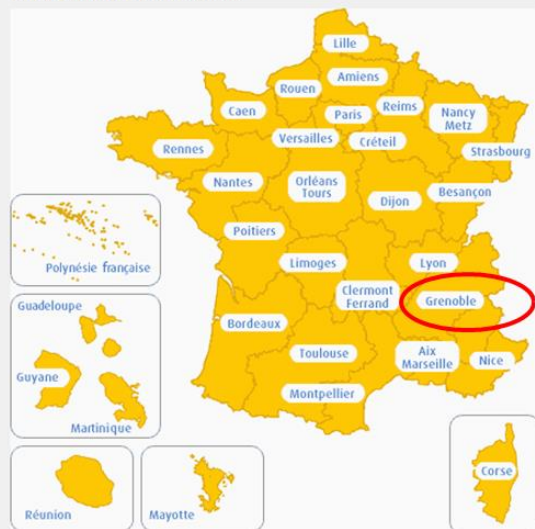 Lille
Amiens
Rouen
Reims
Caen
Paris
Nancy
Metz
Versailles
Créteil
Strasbourg
Rennes
Nantes
Orléans
Tours
Besançon
Dijon
Poitiers
Limoges
Lyon
Clermont
Ferrand
Grenoble
Bordeaux
Toulouse
Aix
Marseille
Nice
Montpellier
Polynésie française
Guadeloupe
Guyane
Martinique
Réunion
Mayotte
Corse